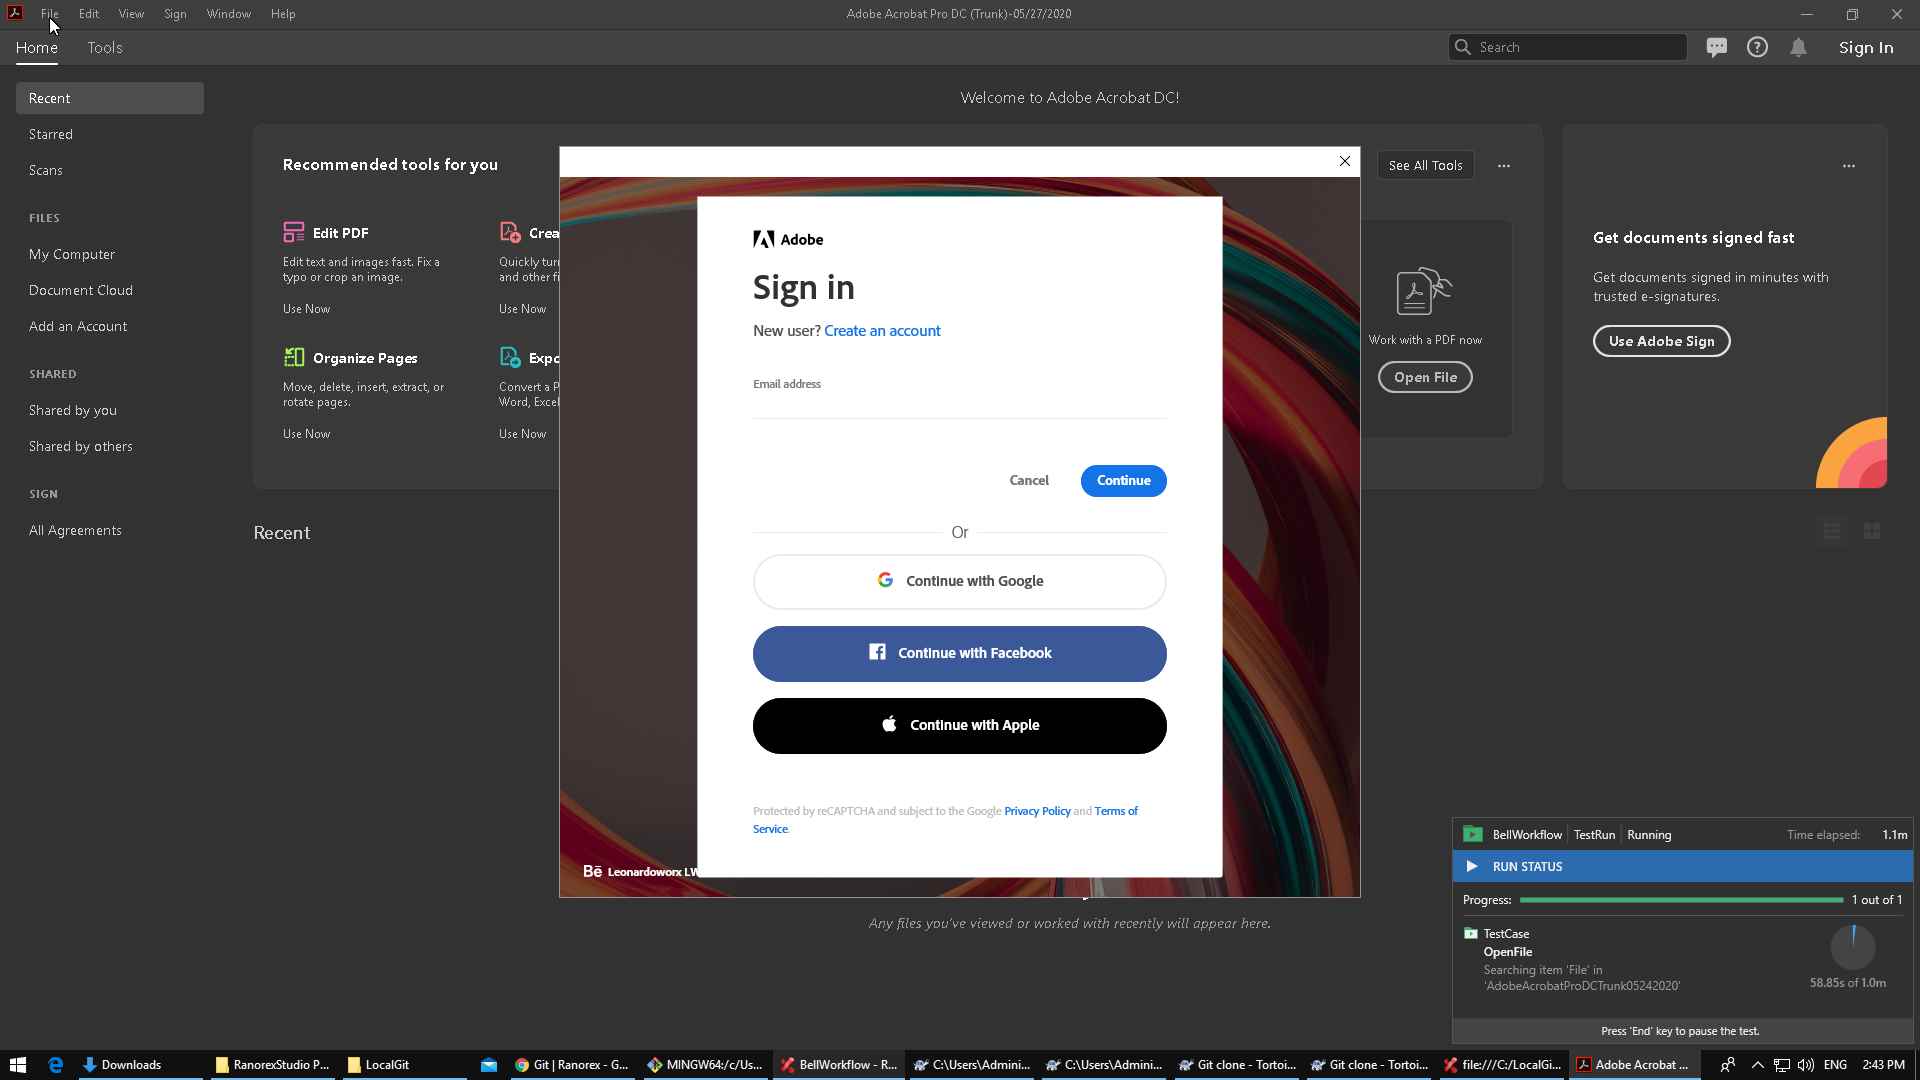 File
Edit
View
Sign
Window
Help
Adobe Acrobat Pro DC (Trunk)-05/27/2020
Home
Tools
Search
Sign In
Recent
Starred
Scans
FILES
My Computer
Document Cloud
Add an Account
SHARED
Shared by you
Shared by others
SIGN
All Agreements
Welcome to Adobe Acrobat DC!
Recommended tools for you
See All Tools
Edit PDF
Edit text and images fast. Fix a
typo or crop an image.
Use Now
Crea
Quickly turn
and other fi
Use Now
Organize Pages
Move, delete, insert, extract, or
rotate pages.
Use Now
Expo
Convert a P
Word, Excel
Use Now
Adobe
Sign in
New user? Create an account
Email address
Cancel
Continue
Or
Continue with Google
Continue with Facebook
Continue with Apple
Protected by reCAPTCHA and subject to the Google Privacy Policy and Terms of
Service.
Bē Leonardoworx LW
Work with a PDF now
Open File
Get documents signed fast
Get documents signed in minutes with
trusted e-signatures.
Use Adobe Sign
Recent
Any files you've viewed or worked with recently will appear here.
BellWorkflow
TestRun
Running
Time elapsed: 1.1m
RUN STATUS
Progress: 1 out of 1
TestCase
OpenFile
Searching item 'File' in
'AdobeAcrobatProDCTrunk05242020'
58.85s of 1.0m
Press 'End' key to pause the test.
Downloads
RanorexStudio P...
LocalGit
Git | Ranorex - G...
MINGW64:/c/Us...
BellWorkflow - R...
C:\Users\Admini...
C:\Users\Admini...
Git clone - Tortoi...
Git clone - Tortoi...
file:///C:/LocalGi...
Adobe Acrobat ...
ENG
2:43 PM